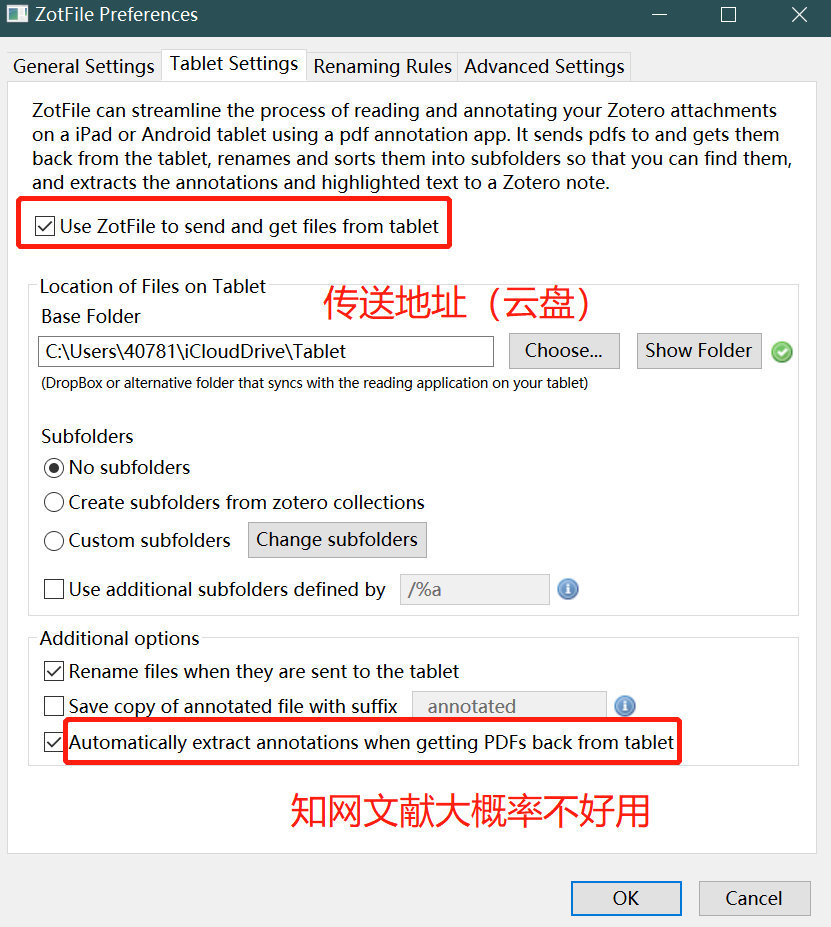 ZotFile Preferences
General Settings Tablet Settings Renaming Rules Advanced Settings
ZotFile can streamline the process of reading and annotating your Zotero attachments
on a iPad or Android tablet using a pdf annotation app. It sends pdfs to and gets them
back from the tablet, renames and sorts them into subfolders so that you can find them,
and extracts the annotations and highlighted text to a Zotero note.
Use ZotFile to send and get files from tablet
Location of Files on Tablet
传送地址（云盘）
Base Folder
C:\Users\40781\iCloudDrive\Tablet Choose... Show Folder
(DropBox or alternative folder that syncs with the reading application on your tablet)
Subfolders
No subfolders
Create subfolders from zotero collections
Custom subfolders Change subfolders
Use additional subfolders defined by /%a
Additional options
Rename files when they are sent to the tablet
Save copy of annotated file with suffix annotated
Automatically extract annotations when getting PDFs back from tablet
知网文献大概率不好用
OK Cancel